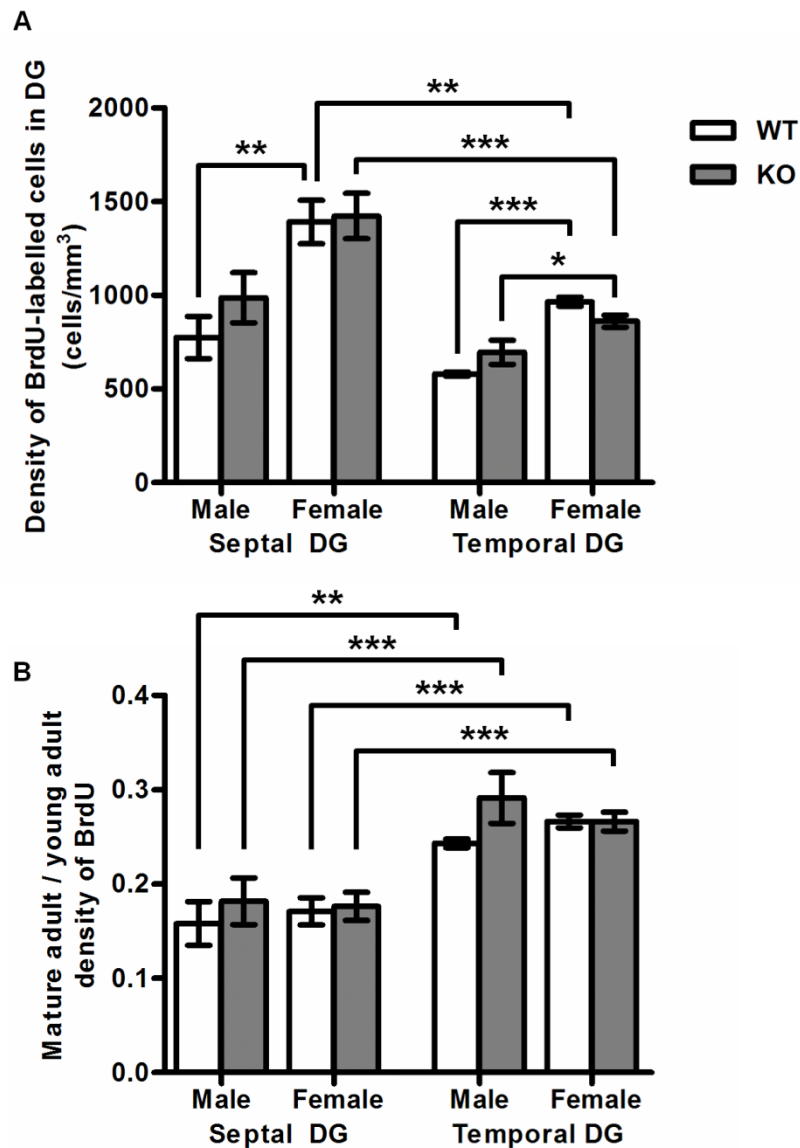 A
Density of BrdU-labelled cells in DG
(cells/mm³)
2000
1500
1000
500
0
**
**
***
***
*
WT
KO
Male Female Male Female
Septal DG Temporal DG
B
Mature adult / young adult
density of BrdU
0.4
0.3
0.2
0.1
0.0
**
***
***
***
Male Female Male Female
Septal DG Temporal DG